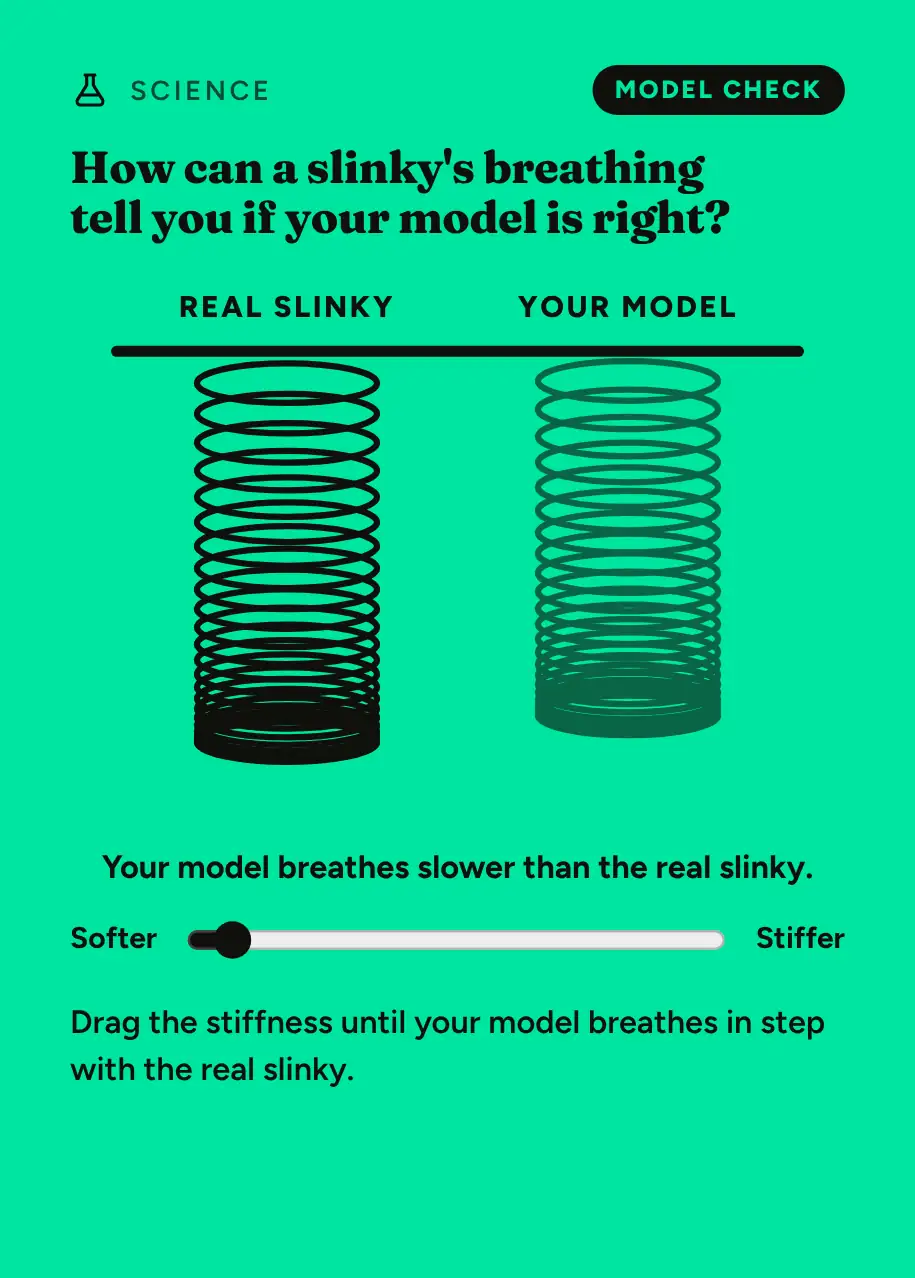 SCIENCE
MODEL CHECK
How can a slinky's breathing
tell you if your model is right?
REAL SLINKY
YOUR MODEL
Your model breathes slower than the real slinky.
Softer
Stiffer
Drag the stiffness until your model breathes in step
with the real slinky.